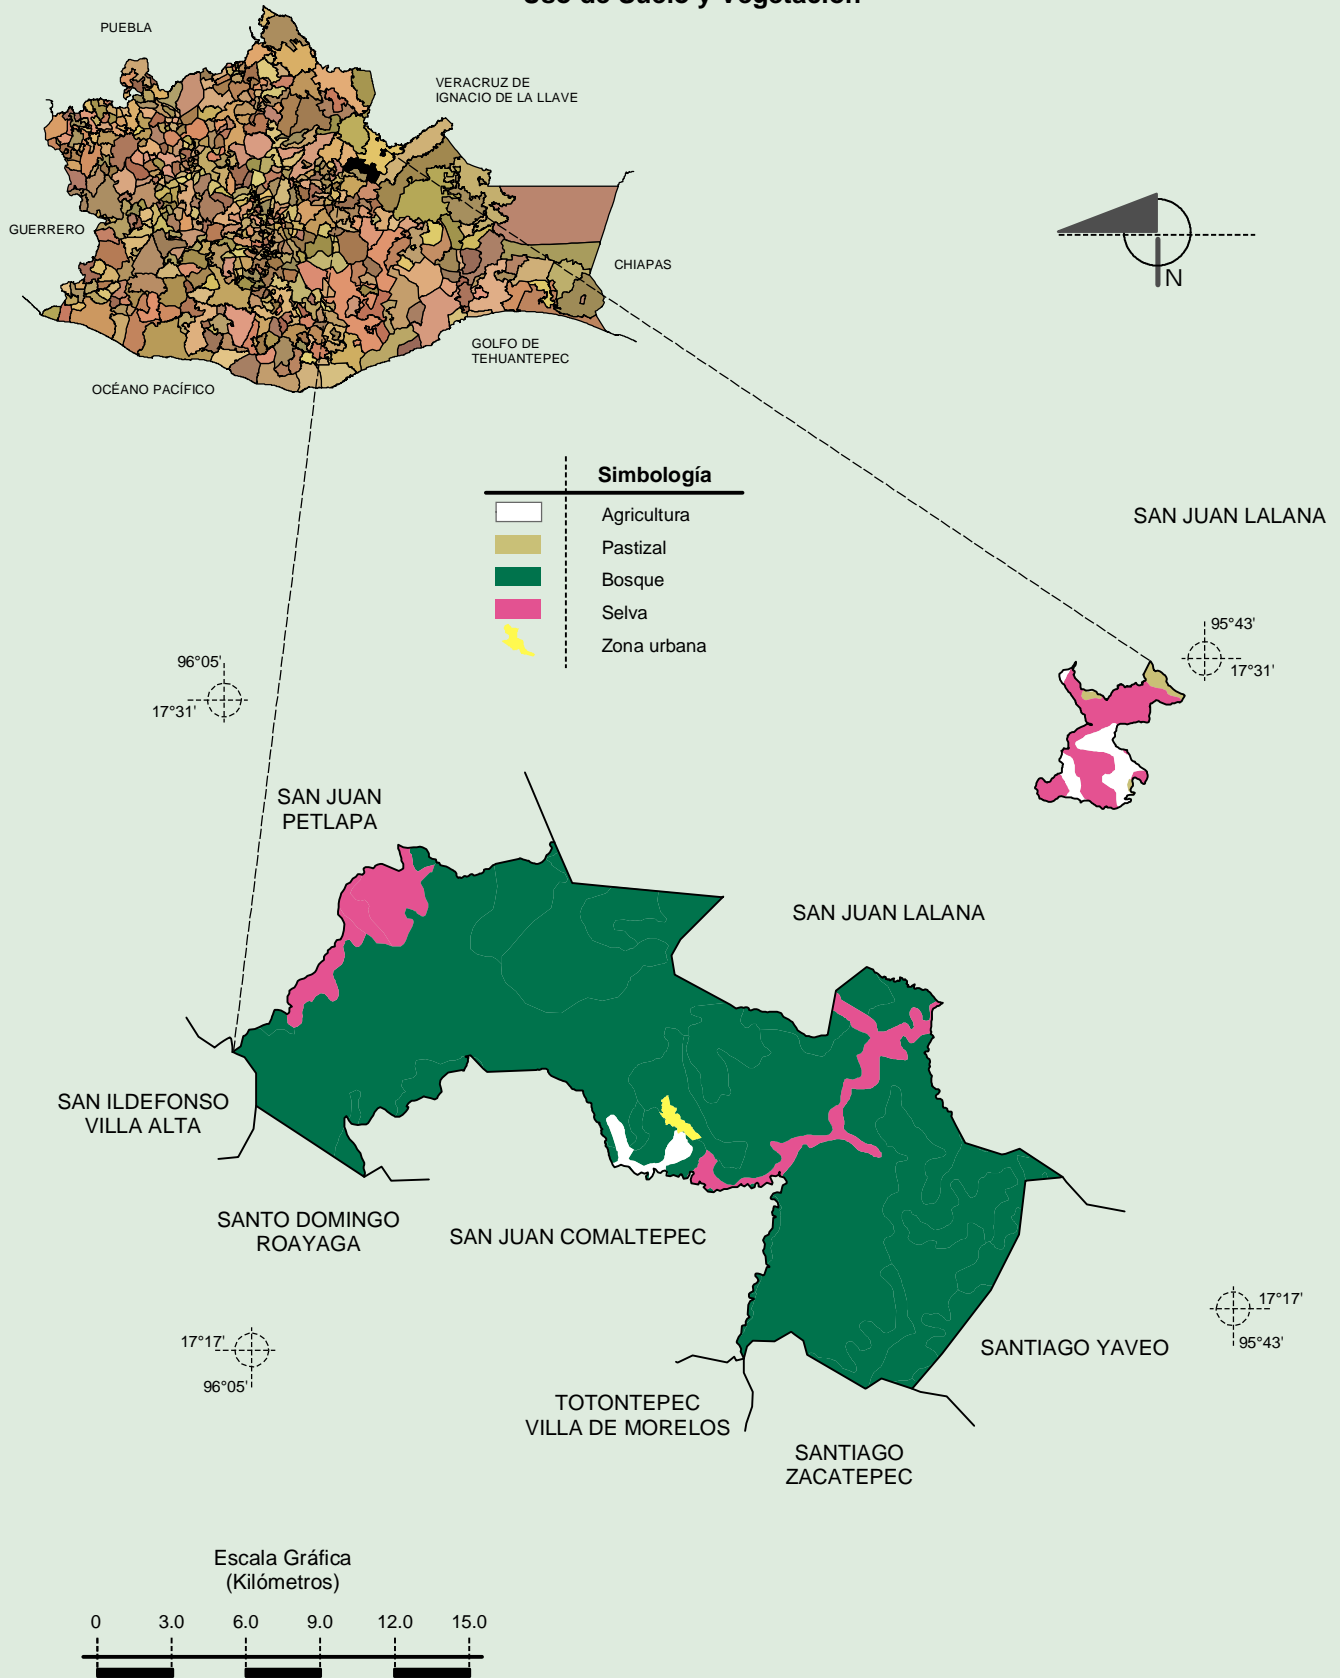 Uso de Suelo y Vegetación
PUEBLA
VERACRUZ DE
IGNACIO DE LA LLAVE
GUERRERO
CHIAPAS
N
GOLFO DE
TEHUANTEPEC
OCÉANO PACÍFICO
Simbología
Agricultura
Pastizal
Bosque
Selva
Zona urbana
SAN JUAN LALANA
95°43'
17°31'
96°05'
17°31'
SAN JUAN
PETLAPA
SAN JUAN LALANA
SAN ILDEFONSO
VILLA ALTA
SANTO DOMINGO
ROAYAGA
SAN JUAN COMALTEPEC
17°17'
95°43'
17°17'
96°05'
SANTIAGO YAVEO
TOTONTEPEC
VILLA DE MORELOS
SANTIAGO
ZACATEPEC
Escala Gráfica
(Kilómetros)
0 3.0 6.0 9.0 12.0 15.0